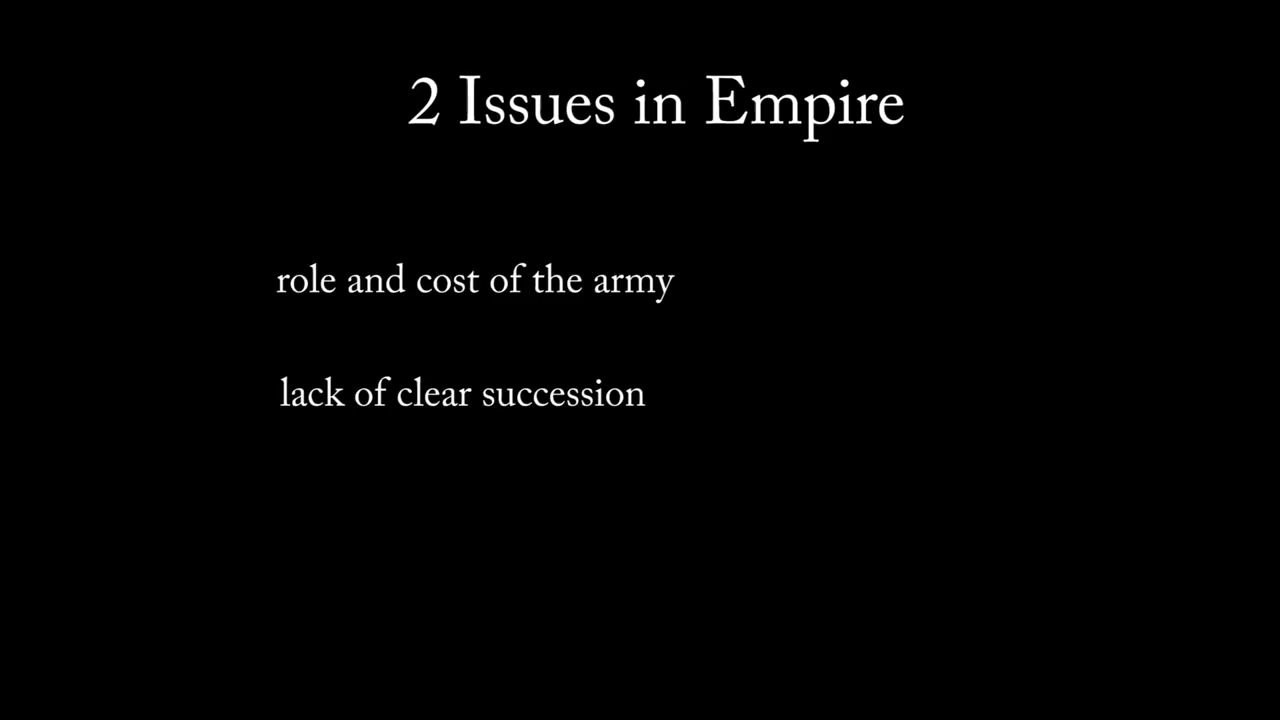 2 Issues in Empire
role and cost of the army
lack of clear succession